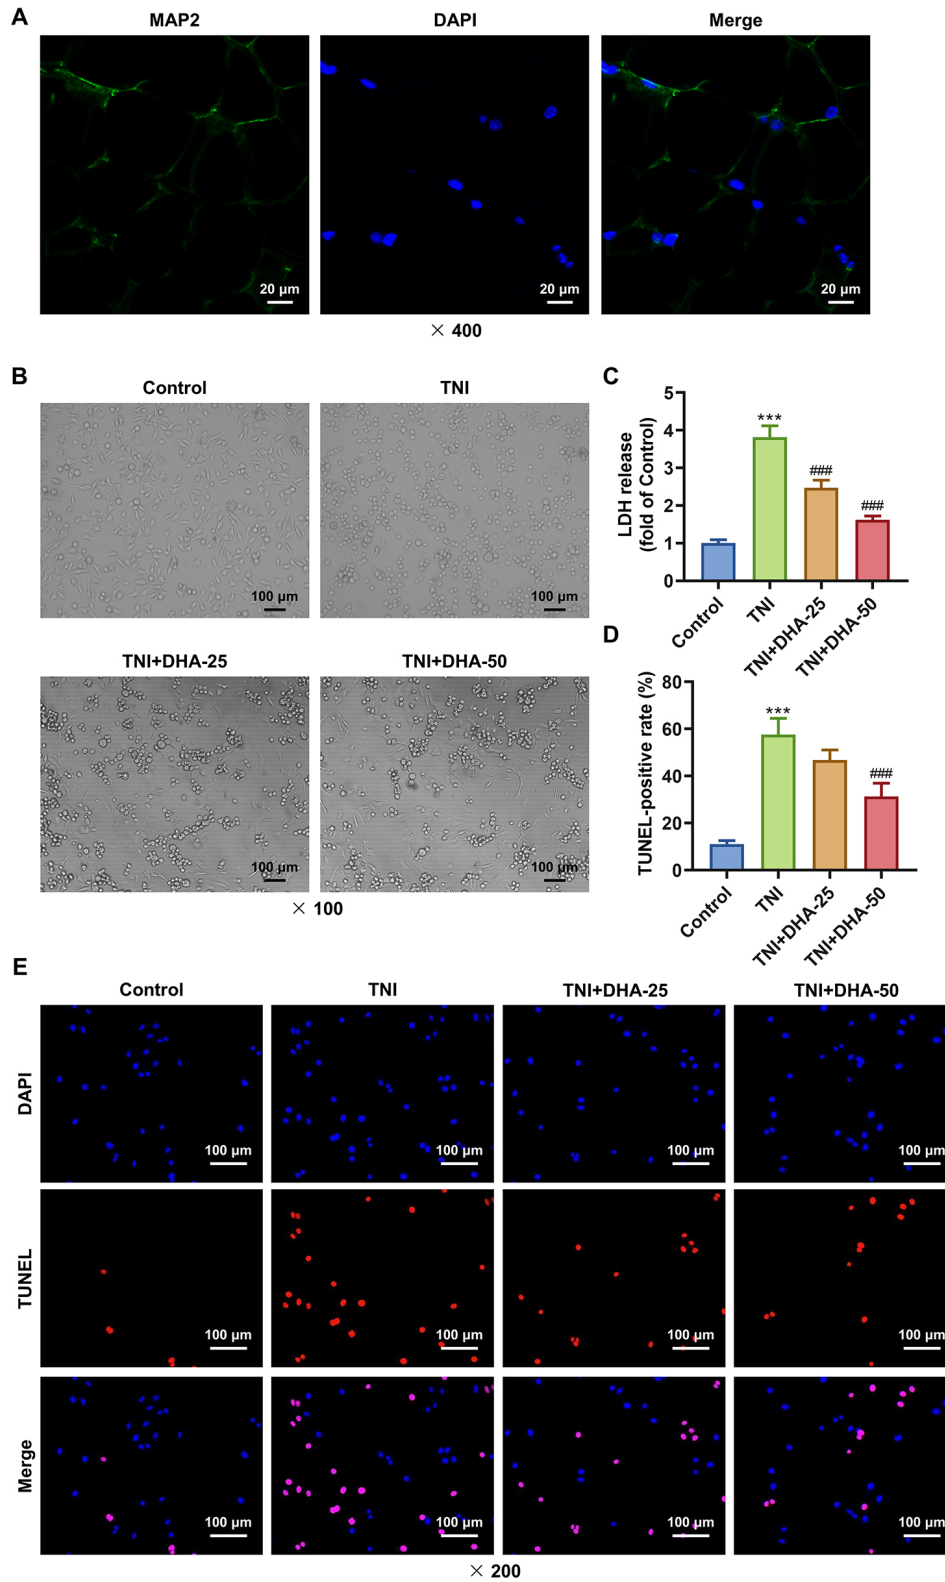 A
MAP2 DAPI Merge
20 µm 20 µm 20 µm
× 400
B
Control TNI
100 µm 100 µm
TNI+DHA-25 TNI+DHA-50
100 µm 100 µm
× 100
C
LDH release
(fold of Control)
5
4
3
2
1
0
***
###
###
Control TNI TNI+DHA-25 TNI+DHA-50
D
TUNEL-positive rate (%)
80
60
40
20
0
***
###
Control TNI TNI+DHA-25 TNI+DHA-50
E
Control TNI TNI+DHA-25 TNI+DHA-50
DAPI
100 µm 100 µm 100 µm 100 µm
TUNEL
100 µm 100 µm 100 µm 100 µm
Merge
100 µm 100 µm 100 µm 100 µm
× 200